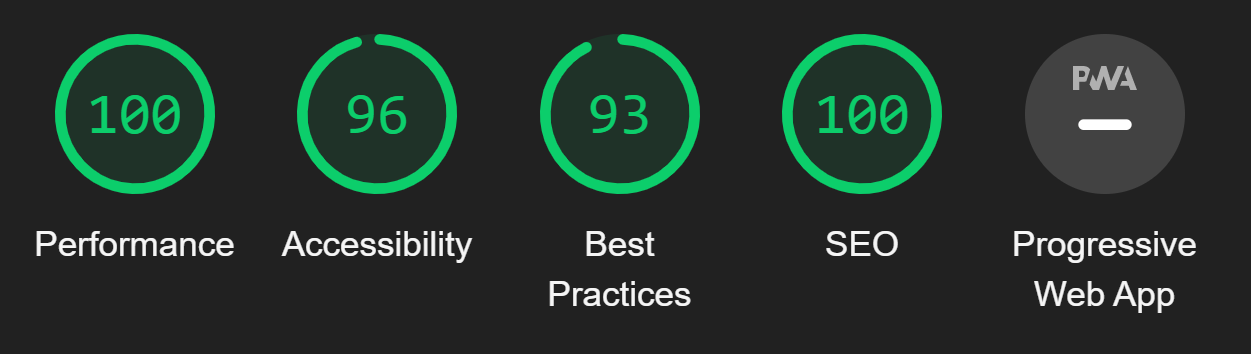 100 96 93 100 PWA
Performance Accessibility Best Practices SEO Progressive Web App